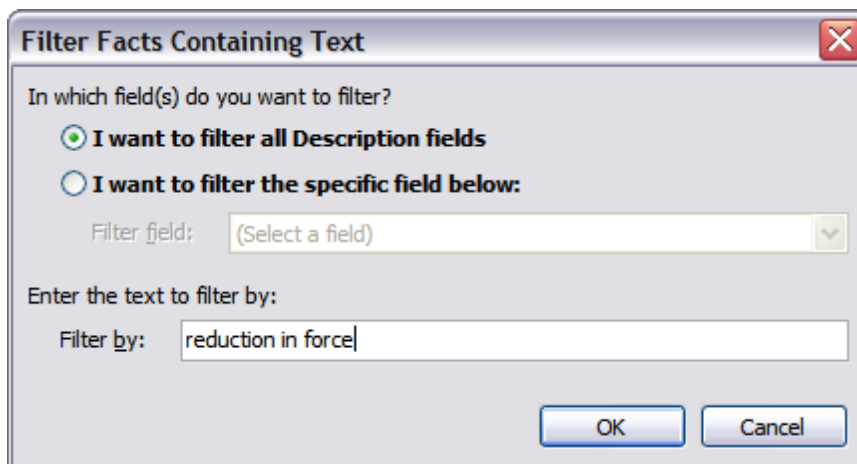 Filter Facts Containing Text
In which field(s) do you want to filter?
I want to filter all Description fields
I want to filter the specific field below:
Filter field: (Select a field)
Enter the text to filter by:
Filter by: reduction in force
OK Cancel